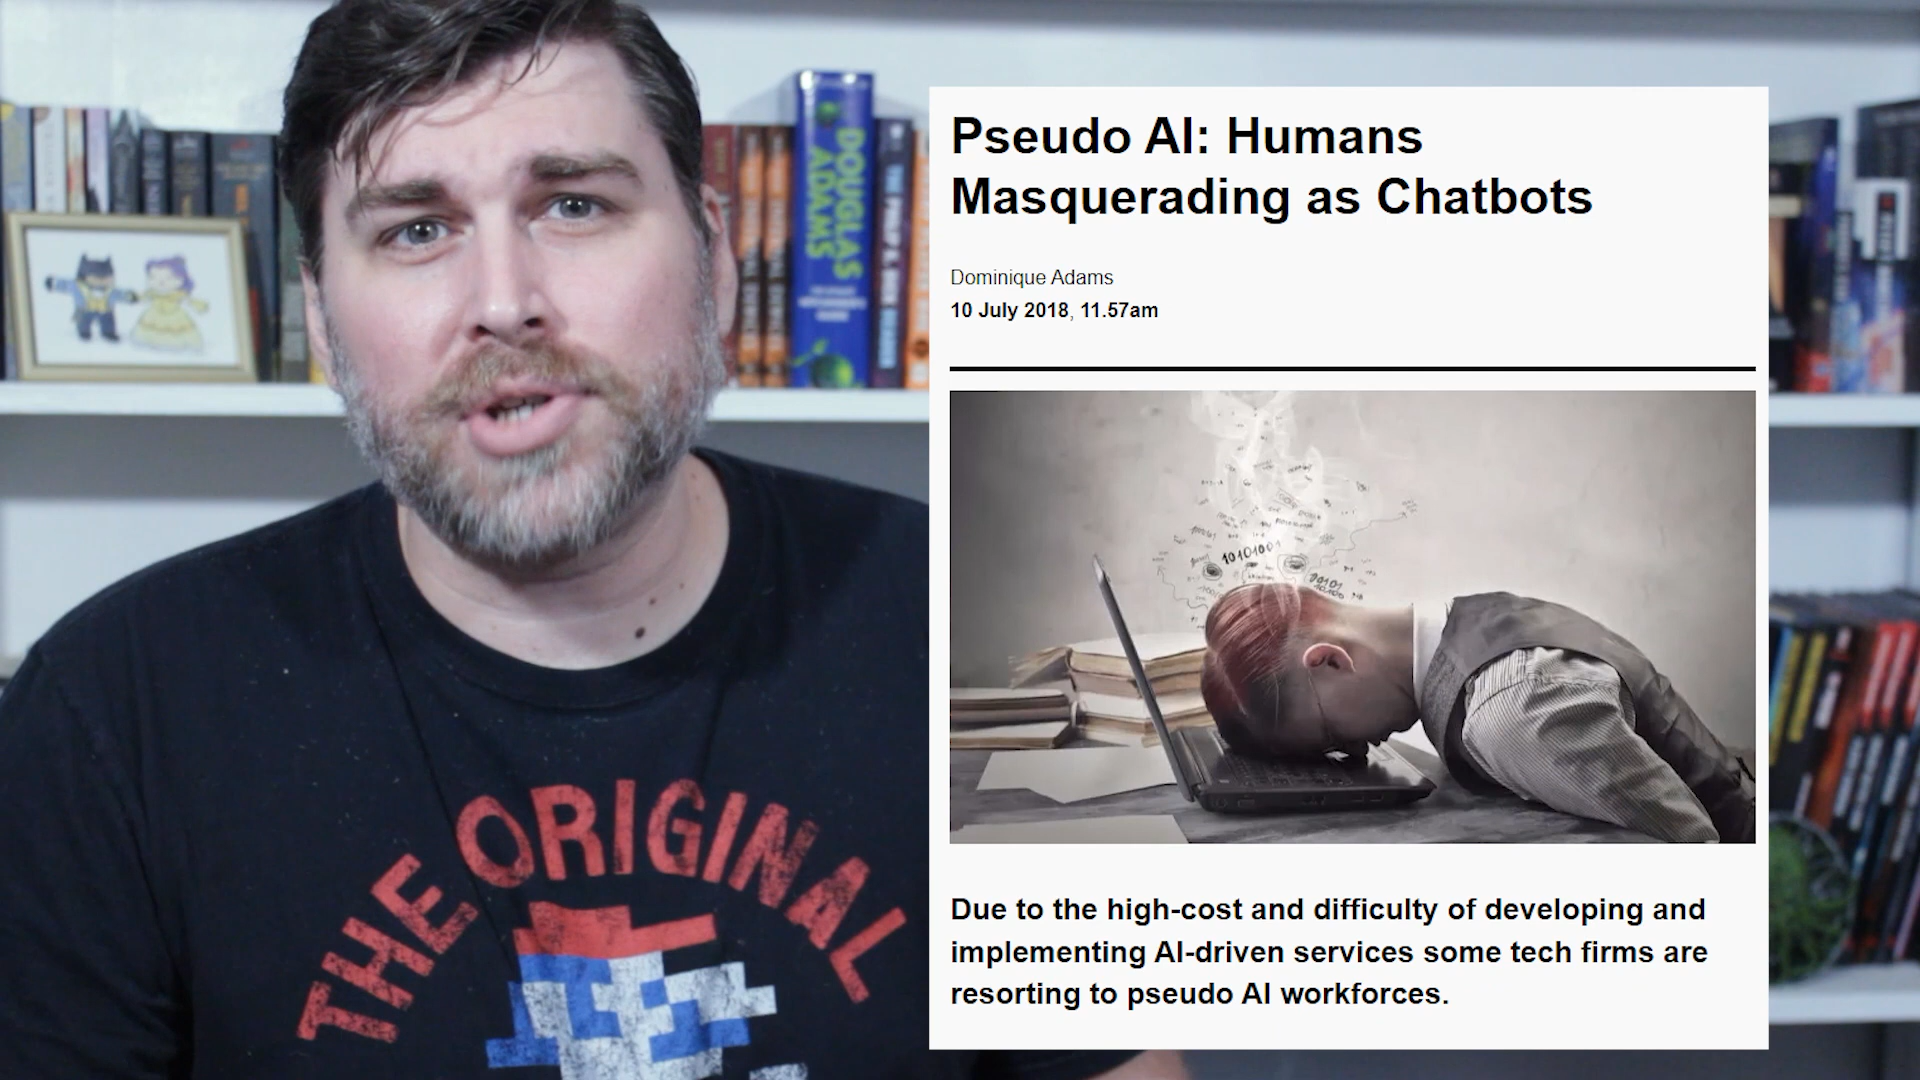 Pseudo AI: Humans
Masquerading as Chatbots
Dominique Adams
10 July 2018, 11.57am
10101001
Due to the high-cost and difficulty of developing and
implementing AI-driven services some tech firms are
resorting to pseudo AI workforces.
DOUGLAS
ADAMS
THE ORIGINAL